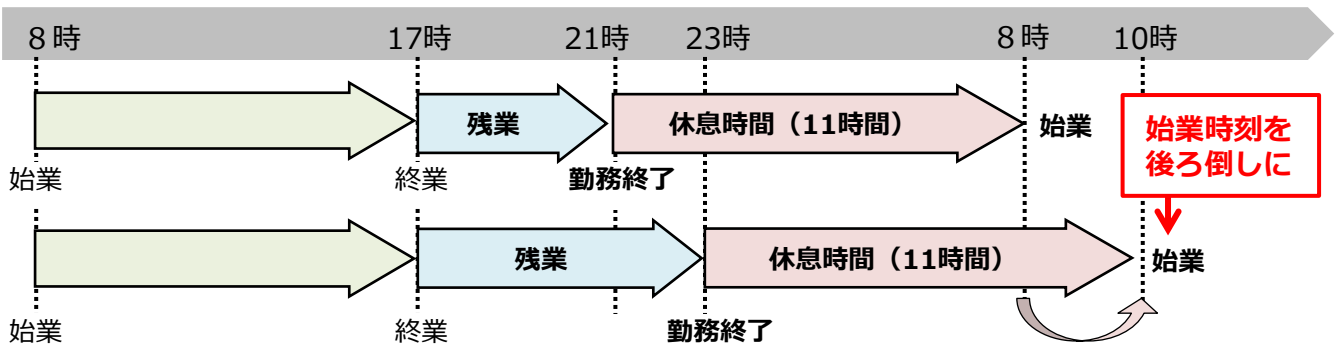 ８時 17時 21時 23時 ８時 10時
残業 休息時間（11時間） 始業
始業時刻を
後ろ倒しに
始業 終業 勤務終了
残業 休息時間（11時間） 始業
始業 終業 勤務終了